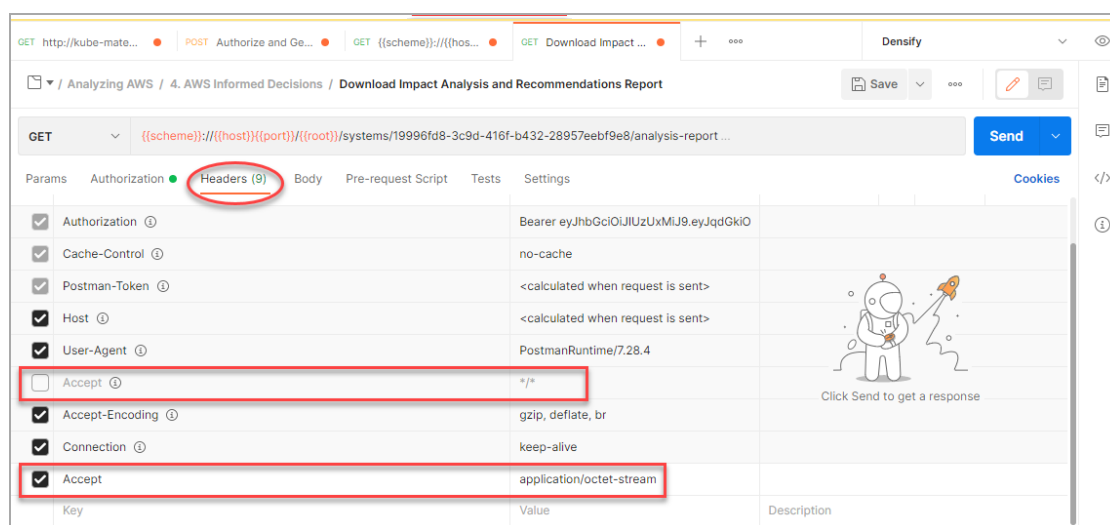 GET http://kube-mate... POST Authorize and Ge... GET {{scheme}}://{{hos... GET Download Impact ... + Densify
/ Analyzing AWS / 4. AWS Informed Decisions / Download Impact Analysis and Recommendations Report Save
GET {{scheme}}://{{host}}{{port}}/{{root}}/systems/19996fd8-3c9d-416f-b432-28957eebf9e8/analysis-report ... Send
Params Authorization Headers (9) Body Pre-request Script Tests Settings Cookies
Authorization Bearer eyJhbGciOiJIUzUxMiJ9.eyJqdGkiO
Cache-Control no-cache
Postman-Token <calculated when request is sent>
Host <calculated when request is sent>
User-Agent PostmanRuntime/7.28.4
Accept */*
Click Send to get a response
Accept-Encoding gzip, deflate, br
Connection keep-alive
Accept application/octet-stream
Key Value Description